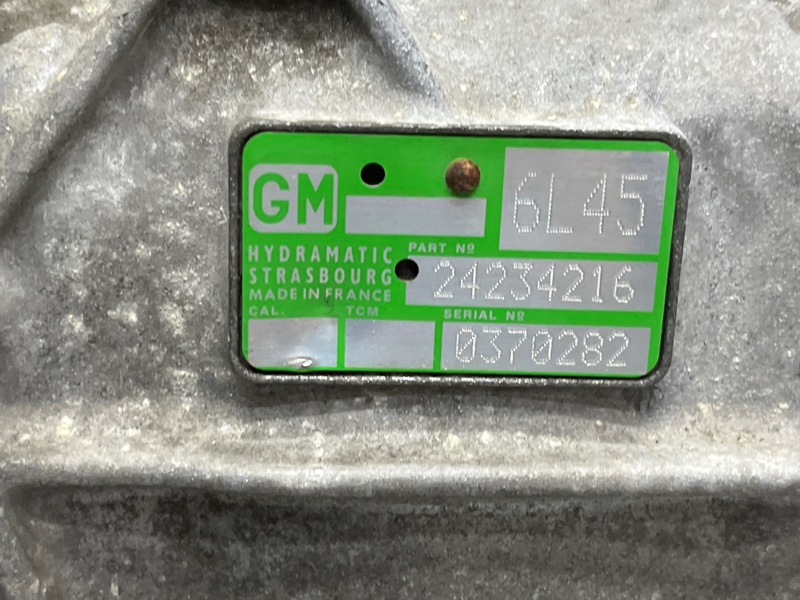 GM
6L45
HYDRAMATIC
STRASBOURG
MADE IN FRANCE
PART Nº
24234216
CAL.
TCM
SERIAL Nº
0370282